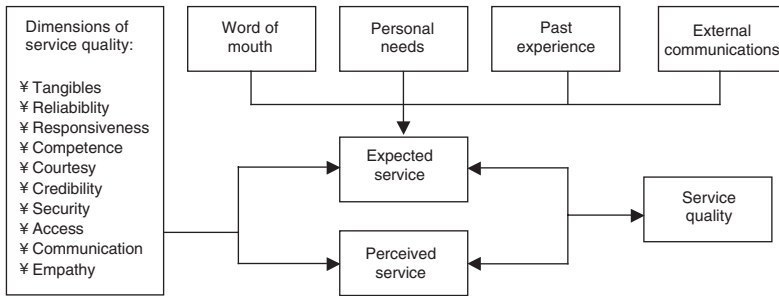 Dimensions of
service quality:
¥ Tangibles
¥ Reliablity
¥ Responsiveness
¥ Competence
¥ Courtesy
¥ Credibility
¥ Security
¥ Access
¥ Communication
¥ Empathy
Word of
mouth
Personal
needs
Past
experience
External
communications
Expected
service
Perceived
service
Service
quality